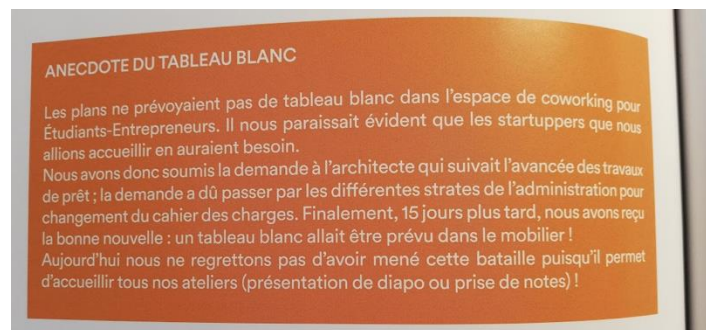 ANECDOTE DU TABLEAU BLANC
Les plans ne prévoyaient pas de tableau blanc dans l'espace de coworking pour
Étudiants-Entrepreneurs. Il nous paraissait évident que les startuppers que nous
allions accueillir en auraient besoin.
Nous avons donc soumis la demande à l'architecte qui suivait l'avancée des travaux
de prêt ; la demande a dû passer par les différentes strates de l'administration pour
changement du cahier des charges. Finalement, 15 jours plus tard, nous avons reçu
la bonne nouvelle : un tableau blanc allait être prévu dans le mobilier !
Aujourd'hui nous ne regrettons pas d'avoir mené cette bataille puisqu'il permet
d'accueillir tous nos ateliers (présentation de diapo ou prise de notes) !